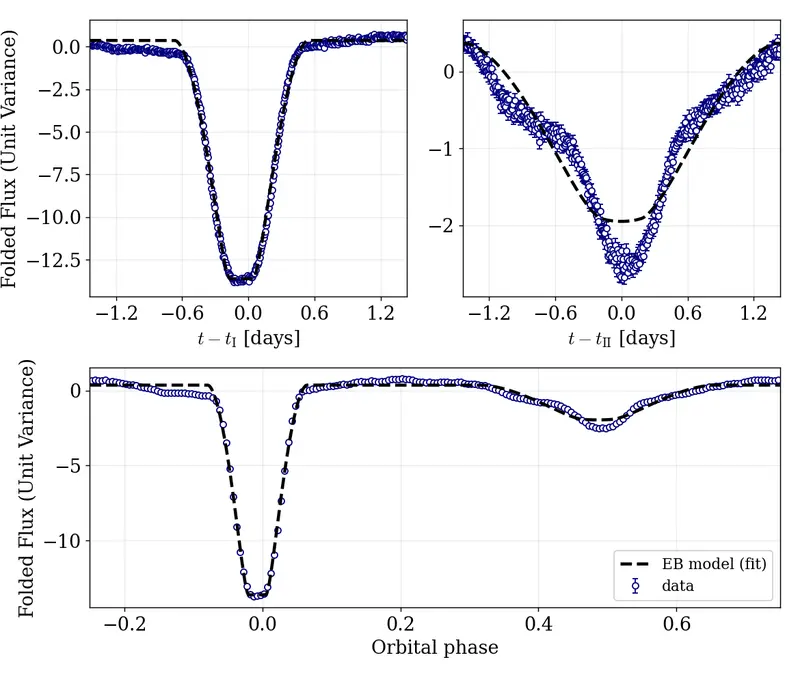 Folded Flux (Unit Variance)
0.0
−2.5
−5.0
−7.5
−10.0
−12.5
−1.2 −0.6 0.0 0.6 1.2
t − tI [days]
0
−1
−2
−1.2 −0.6 0.0 0.6 1.2
t − tII [days]
Folded Flux (Unit Variance)
0
−5
−10
−0.2 0.0 0.2 0.4 0.6
Orbital phase
EB model (fit)
data